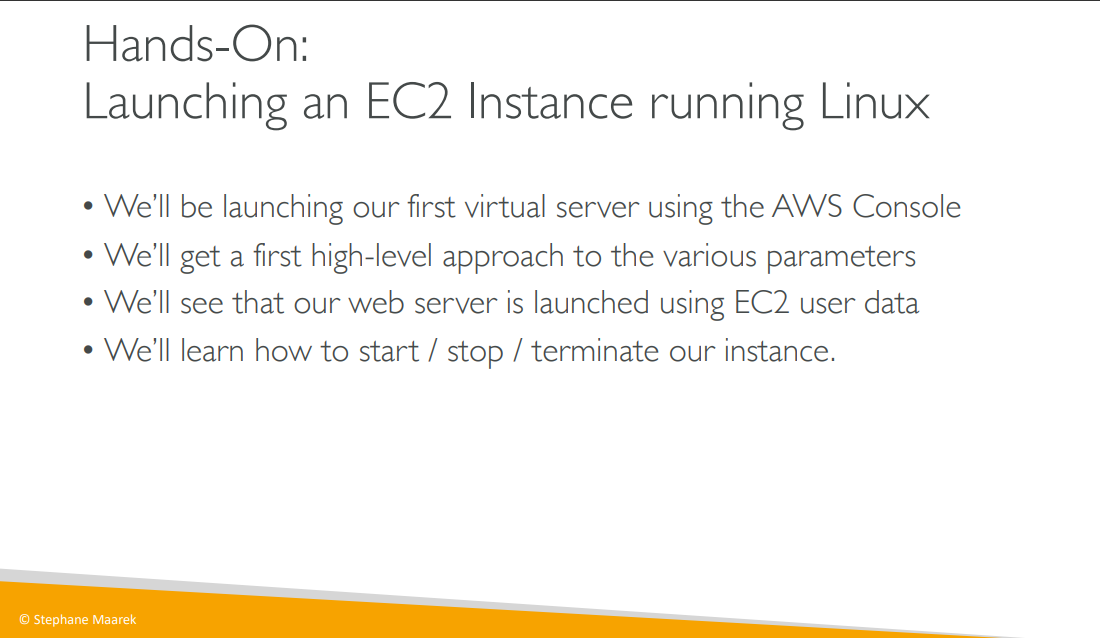 Hands-On:
Launching an EC2 Instance running Linux
• We’ll be launching our first virtual server using the AWS Console
• We’ll get a first high-level approach to the various parameters
• We’ll see that our web server is launched using EC2 user data
• We’ll learn how to start / stop / terminate our instance.
© Stephane Maarek